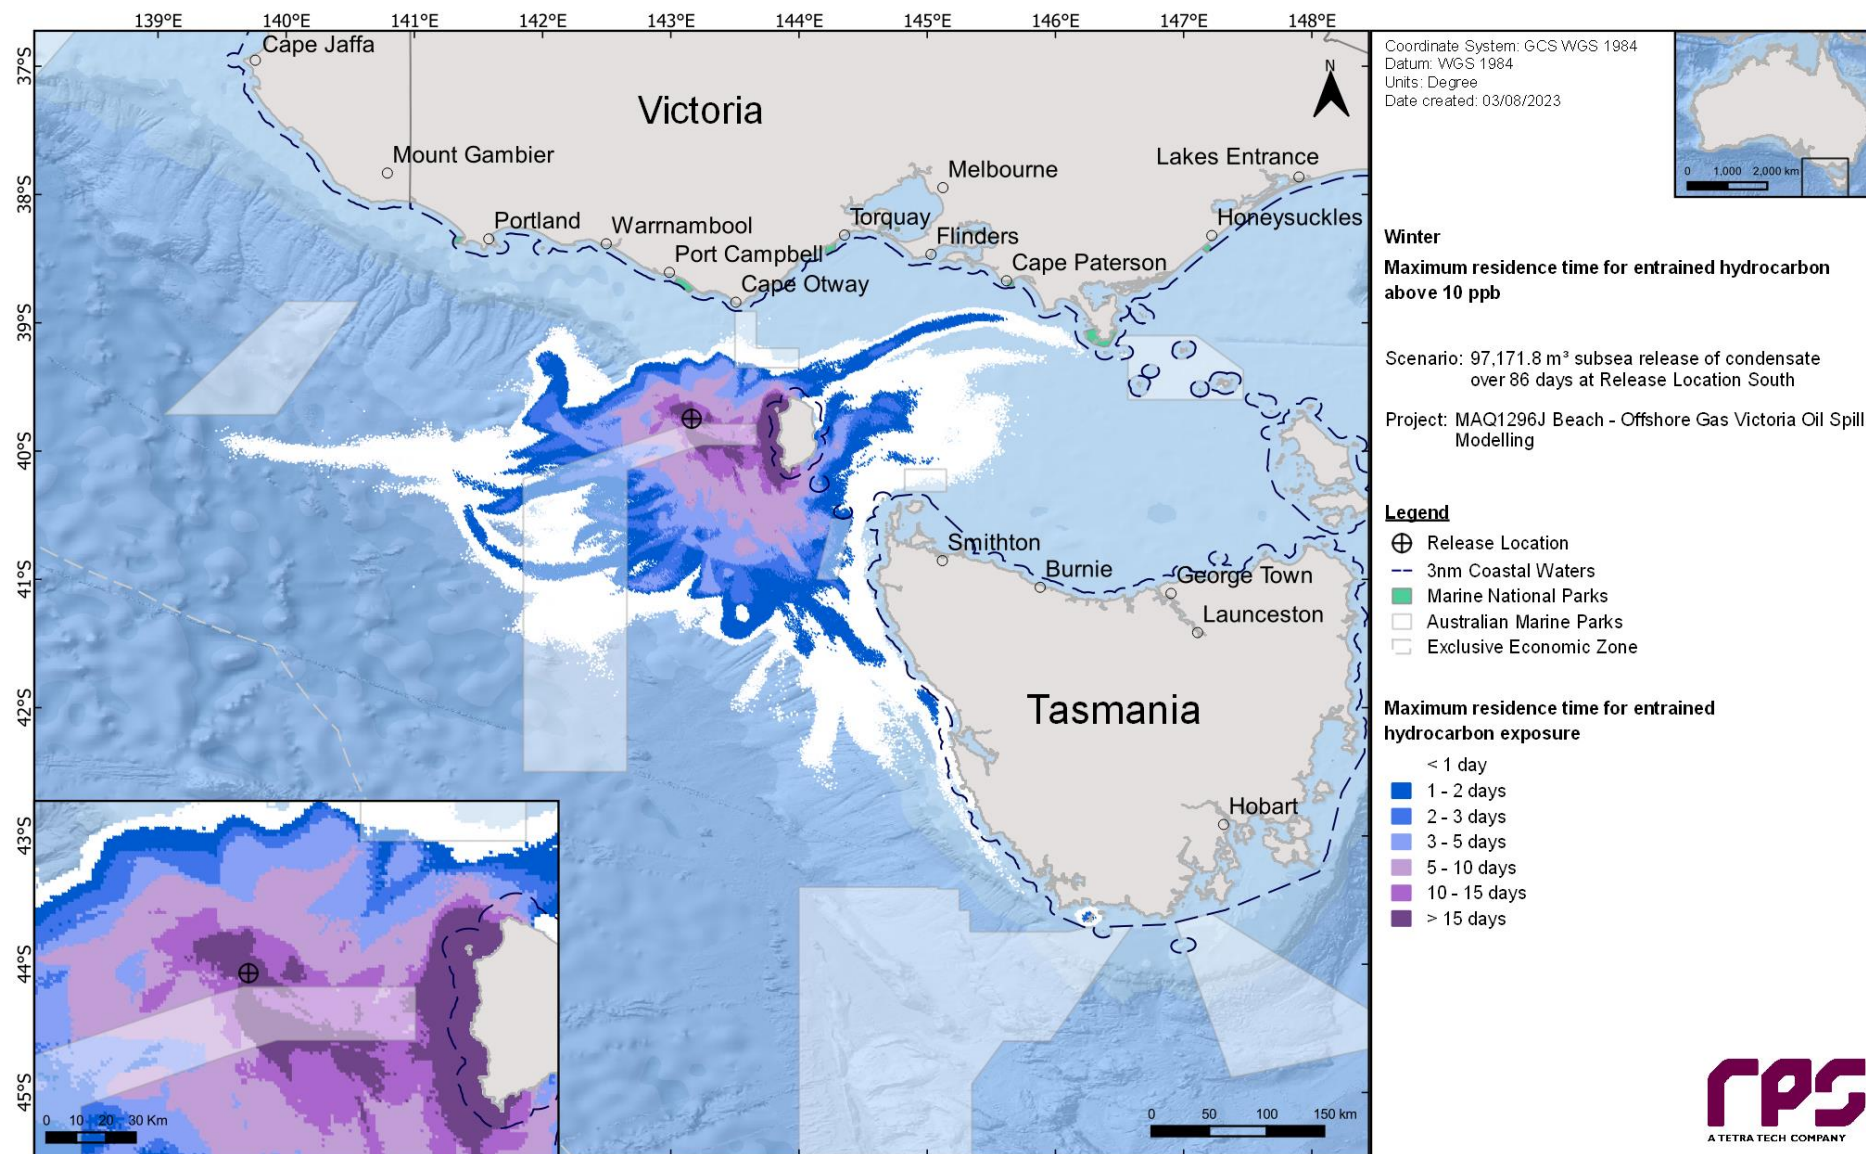 139°E 140°E 141°E 142°E 143°E 144°E 145°E 146°E 147°E 148°E
37°S
38°S
39°S
40°S
41°S
42°S
43°S
44°S
45°S
Cape Jaffa
Victoria
N
Mount Gambier
Melbourne
Lakes Entrance
Portland
Warrnambool
Torquay
Honeysuckles
Flinders
Port Campbell
Cape Paterson
Cape Otway
Smithton
Burnie
George Town
Launceston
Tasmania
Hobart
0 10 20 30 Km
0 50 100 150 km
Coordinate System: GCS WGS 1984
Datum: WGS 1984
Units: Degree
Date created: 03/08/2023
0 1,000 2,000 km
Winter
Maximum residence time for entrained hydrocarbon
above 10 ppb
Scenario: 97,171.8 m³ subsea release of condensate
over 86 days at Release Location South
Project: MAQ1296J Beach - Offshore Gas Victoria Oil Spill
Modelling
Legend
Release Location
3nm Coastal Waters
Marine National Parks
Australian Marine Parks
Exclusive Economic Zone
Maximum residence time for entrained
hydrocarbon exposure
< 1 day
1 - 2 days
2 - 3 days
3 - 5 days
5 - 10 days
10 - 15 days
> 15 days
rps
A TETRA TECH COMPANY